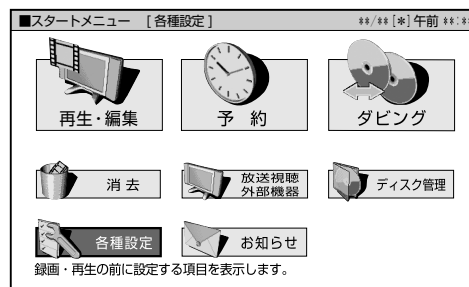 ■スタートメニュー [各種設定] **/** [*] 午前 **:**
再生・編集
予 約
ダビング
消 去
放送視聴
外部機器
ディスク管理
各種設定
お知らせ
録画・再生の前に設定する項目を表示します。